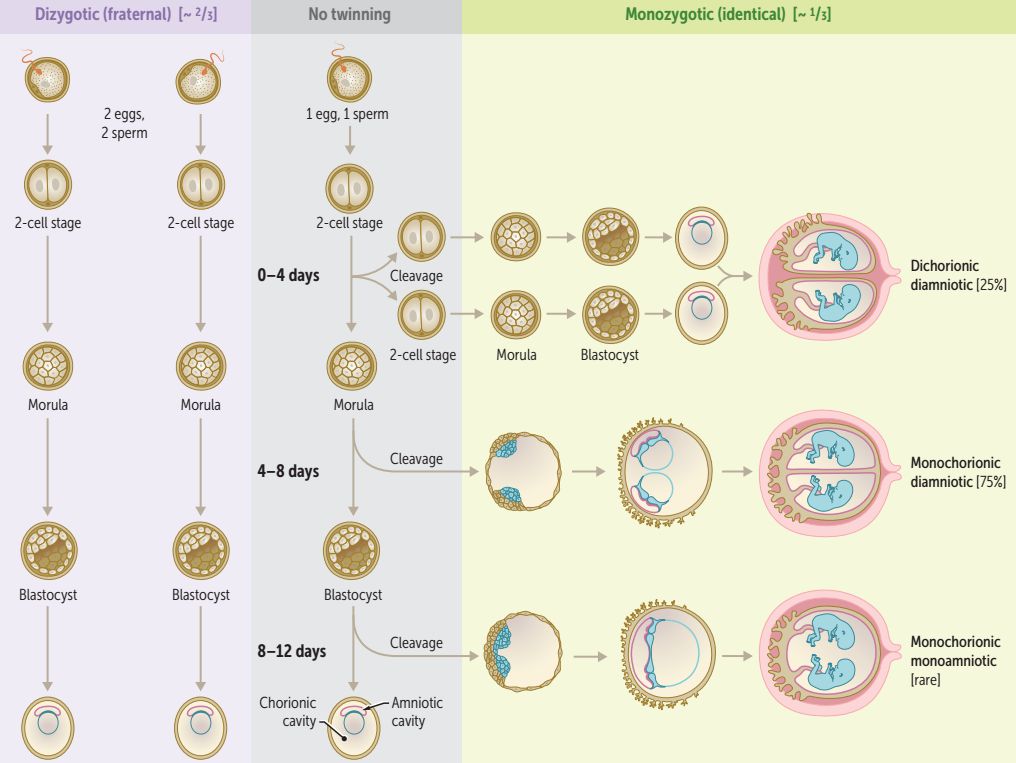 Dizygotic (fraternal) [~ 2/3]
No twinning
Monozygotic (identical) [~ 1/3]
2 eggs,
2 sperm
1 egg, 1 sperm
2-cell stage
2-cell stage
2-cell stage
0–4 days
Cleavage
Dichorionic
diamniotic [25%]
2-cell stage
Morula
Blastocyst
Morula
Morula
Morula
4–8 days
Cleavage
Monochorionic
diamniotic [75%]
Blastocyst
Blastocyst
Blastocyst
8–12 days
Cleavage
Monochorionic
monoamniotic
[rare]
Chorionic
cavity
Amniotic
cavity